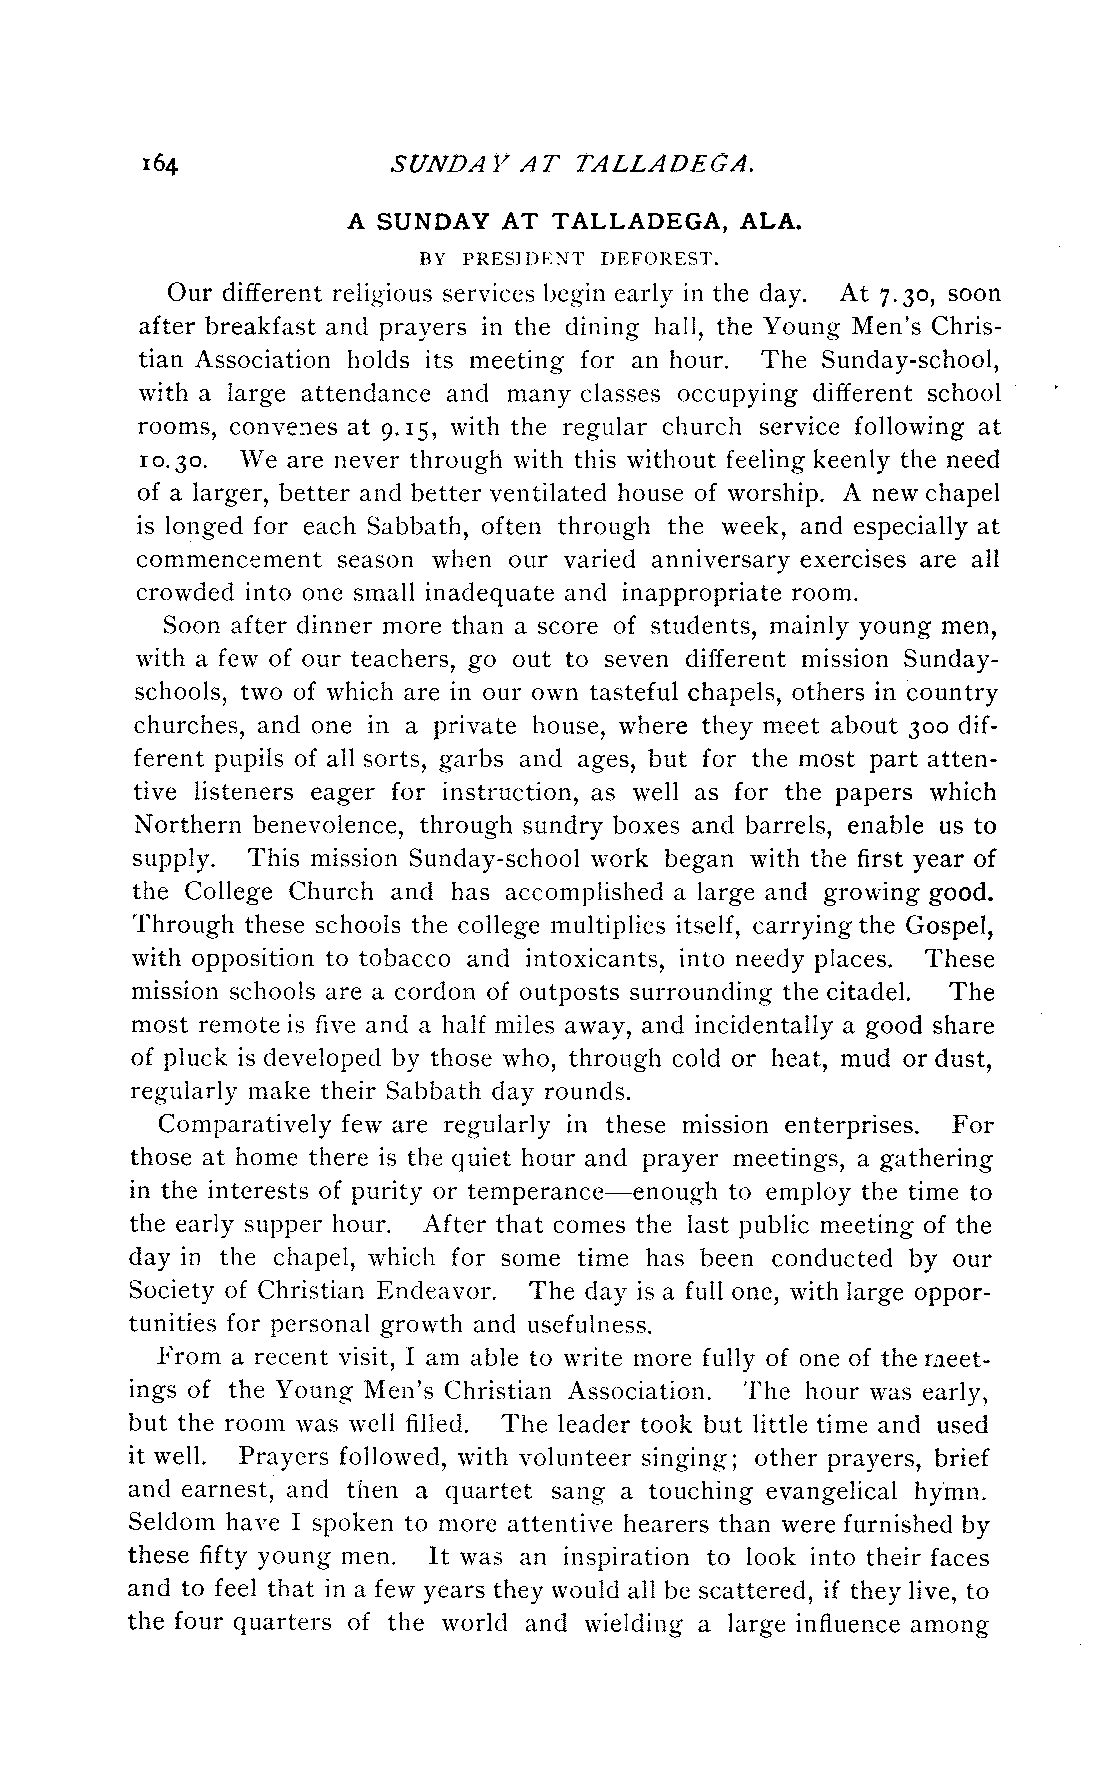 164 SUNDAY AT TALLADEGA.
A SUNDAY AT TALLADEGA, ALA.
BY PRESIDENT DEFOREST.
Our different religious services begin early in the day. At 7.30, soon
after breakfast and prayers in the dining hall, the Young Men's Chris-
tian Association holds its meeting for an hour. The Sunday-school,
with a large attendance and many classes occupying different school
rooms, convenes at 9.15, with the regular church service following at
10.30. We are never through with this without feeling keenly the need
of a larger, better and better ventilated house of worship. A new chapel
is longed for each Sabbath, often through the week, and especially at
commencement season when our varied anniversary exercises are all
crowded into one small inadequate and inappropriate room.
Soon after dinner more than a score of students, mainly young men,
with a few of our teachers, go out to seven different mission Sunday-
schools, two of which are in our own tasteful chapels, others in country
churches, and one in a private house, where they meet about 300 dif-
ferent pupils of all sorts, garbs and ages, but for the most part atten-
tive listeners eager for instruction, as well as for the papers which
Northern benevolence, through sundry boxes and barrels, enable us to
supply. This mission Sunday-school work began with the first year of
the College Church and has accomplished a large and growing good.
Through these schools the college multiplies itself, carrying the Gospel,
with opposition to tobacco and intoxicants, into needy places. These
mission schools are a cordon of outposts surrounding the citadel. The
most remote is five and a half miles away, and incidentally a good share
of pluck is developed by those who, through cold or heat, mud or dust,
regularly make their Sabbath day rounds.
Comparatively few are regularly in these mission enterprises. For
those at home there is the quiet hour and prayer meetings, a gathering
in the interests of purity or temperance—enough to employ the time to
the early supper hour. After that comes the last public meeting of the
day in the chapel, which for some time has been conducted by our
Society of Christian Endeavor. The day is a full one, with large oppor-
tunities for personal growth and usefulness.
From a recent visit, I am able to write more fully of one of the meet-
ings of the Young Men's Christian Association. The hour was early,
but the room was well filled. The leader took but little time and used
it well. Prayers followed, with volunteer singing; other prayers, brief
and earnest, and then a quartet sang a touching evangelical hymn.
Seldom have I spoken to more attentive hearers than were furnished by
these fifty young men. It was an inspiration to look into their faces
and to feel that in a few years they would all be scattered, if they live, to
the four quarters of the world and wielding a large influence among